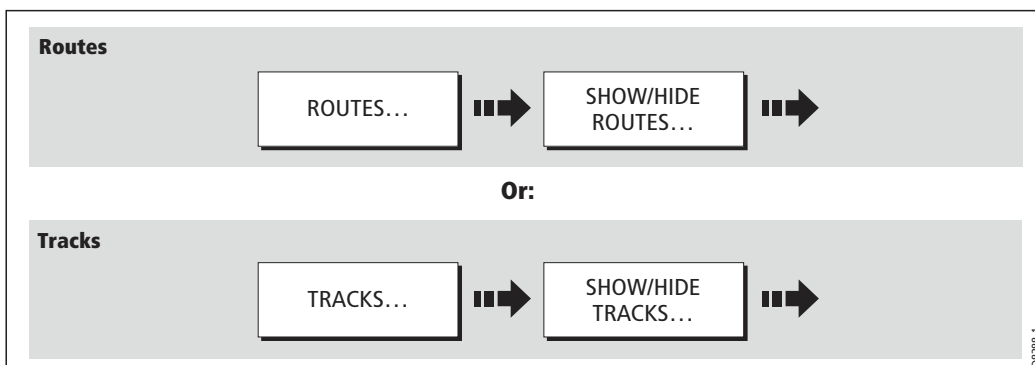 Routes
ROUTES...
SHOW/HIDE
ROUTES...
Or:
Tracks
TRACKS...
SHOW/HIDE
TRACKS...